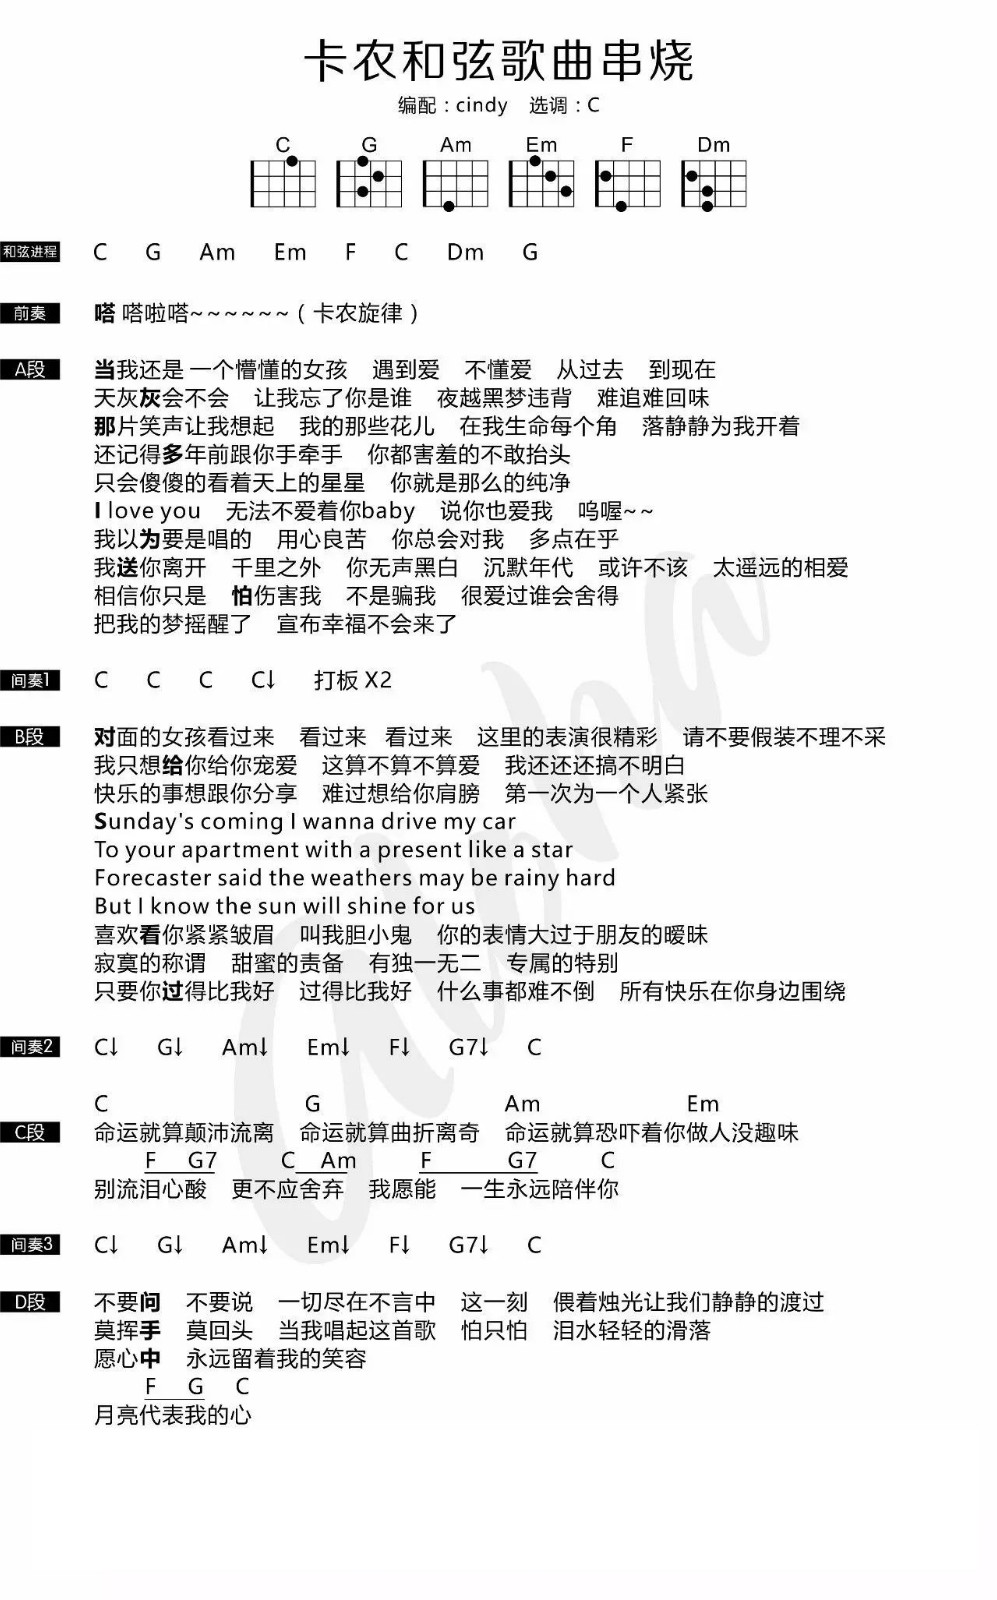 卡农和弦歌曲串烧
编配：cindy 选调：C
C G Am Em F Dm
和弦进程 C G Am Em F C Dm G
前奏 嗒 嗒啦嗒~~~~~~（卡农旋律）
A段 当我还是 一个懵懂的女孩 遇到爱 不懂爱 从过去 到现在
天灰灰会不会 让我忘了你是谁 夜越黑梦违背 难追难回味
那片笑声让我想起 我的那些花儿 在我生命每个角 落静静为我开着
还记得多年前跟你手牵手 你都害羞的不敢抬头
只会傻傻的看着天上的星星 你就是那么的纯净
I love you 无法不爱着你baby 说你也爱我 呜喔~~
我以为要是唱的 用心良苦 你总会对我 多点在乎
我送你离开 千里之外 你无声黑白 沉默年代 或许不该 太遥远的相爱
相信你只是 怕伤害我 不是骗我 很爱过谁会舍得
把我的梦摇醒了 宣布幸福不会来了
间奏1 C C C C↓ 打板 X2
B段 对面的女孩看过来 看过来 看过来 这里的表演很精彩 请不要假装不理不采
我只想给你给你宠爱 这算不算不算爱 我还还还搞不明白
快乐的事想跟你分享 难过想给你肩膀 第一次为一个人紧张
Sunday's coming I wanna drive my car
To your apartment with a present like a star
Forecaster said the weathers may be rainy hard
But I know the sun will shine for us
喜欢看你紧紧皱眉 叫我胆小鬼 你的表情大过于朋友的暧昧
寂寞的称谓 甜蜜的责备 有独一无二 专属的特别
只要你过得比我好 过得比我好 什么事都难不倒 所有快乐在你身边围绕
间奏2 C↓ G↓ Am↓ Em↓ F↓ G7↓ C
C G Am Em
C段 命运就算颠沛流离 命运就算曲折离奇 命运就算恐吓着你做人没趣味
F G7 C Am F G7 C
别流泪心酸 更不应舍弃 我愿能 一生永远陪伴你
间奏3 C↓ G↓ Am↓ Em↓ F↓ G7↓ C
D段 不要问 不要说 一切尽在不言中 这一刻 偎着烛光让我们静静的渡过
莫挥手 莫回头 当我唱起这首歌 怕只怕 泪水轻轻的滑落
愿心中 永远留着我的笑容
F G C
月亮代表我的心
aloha